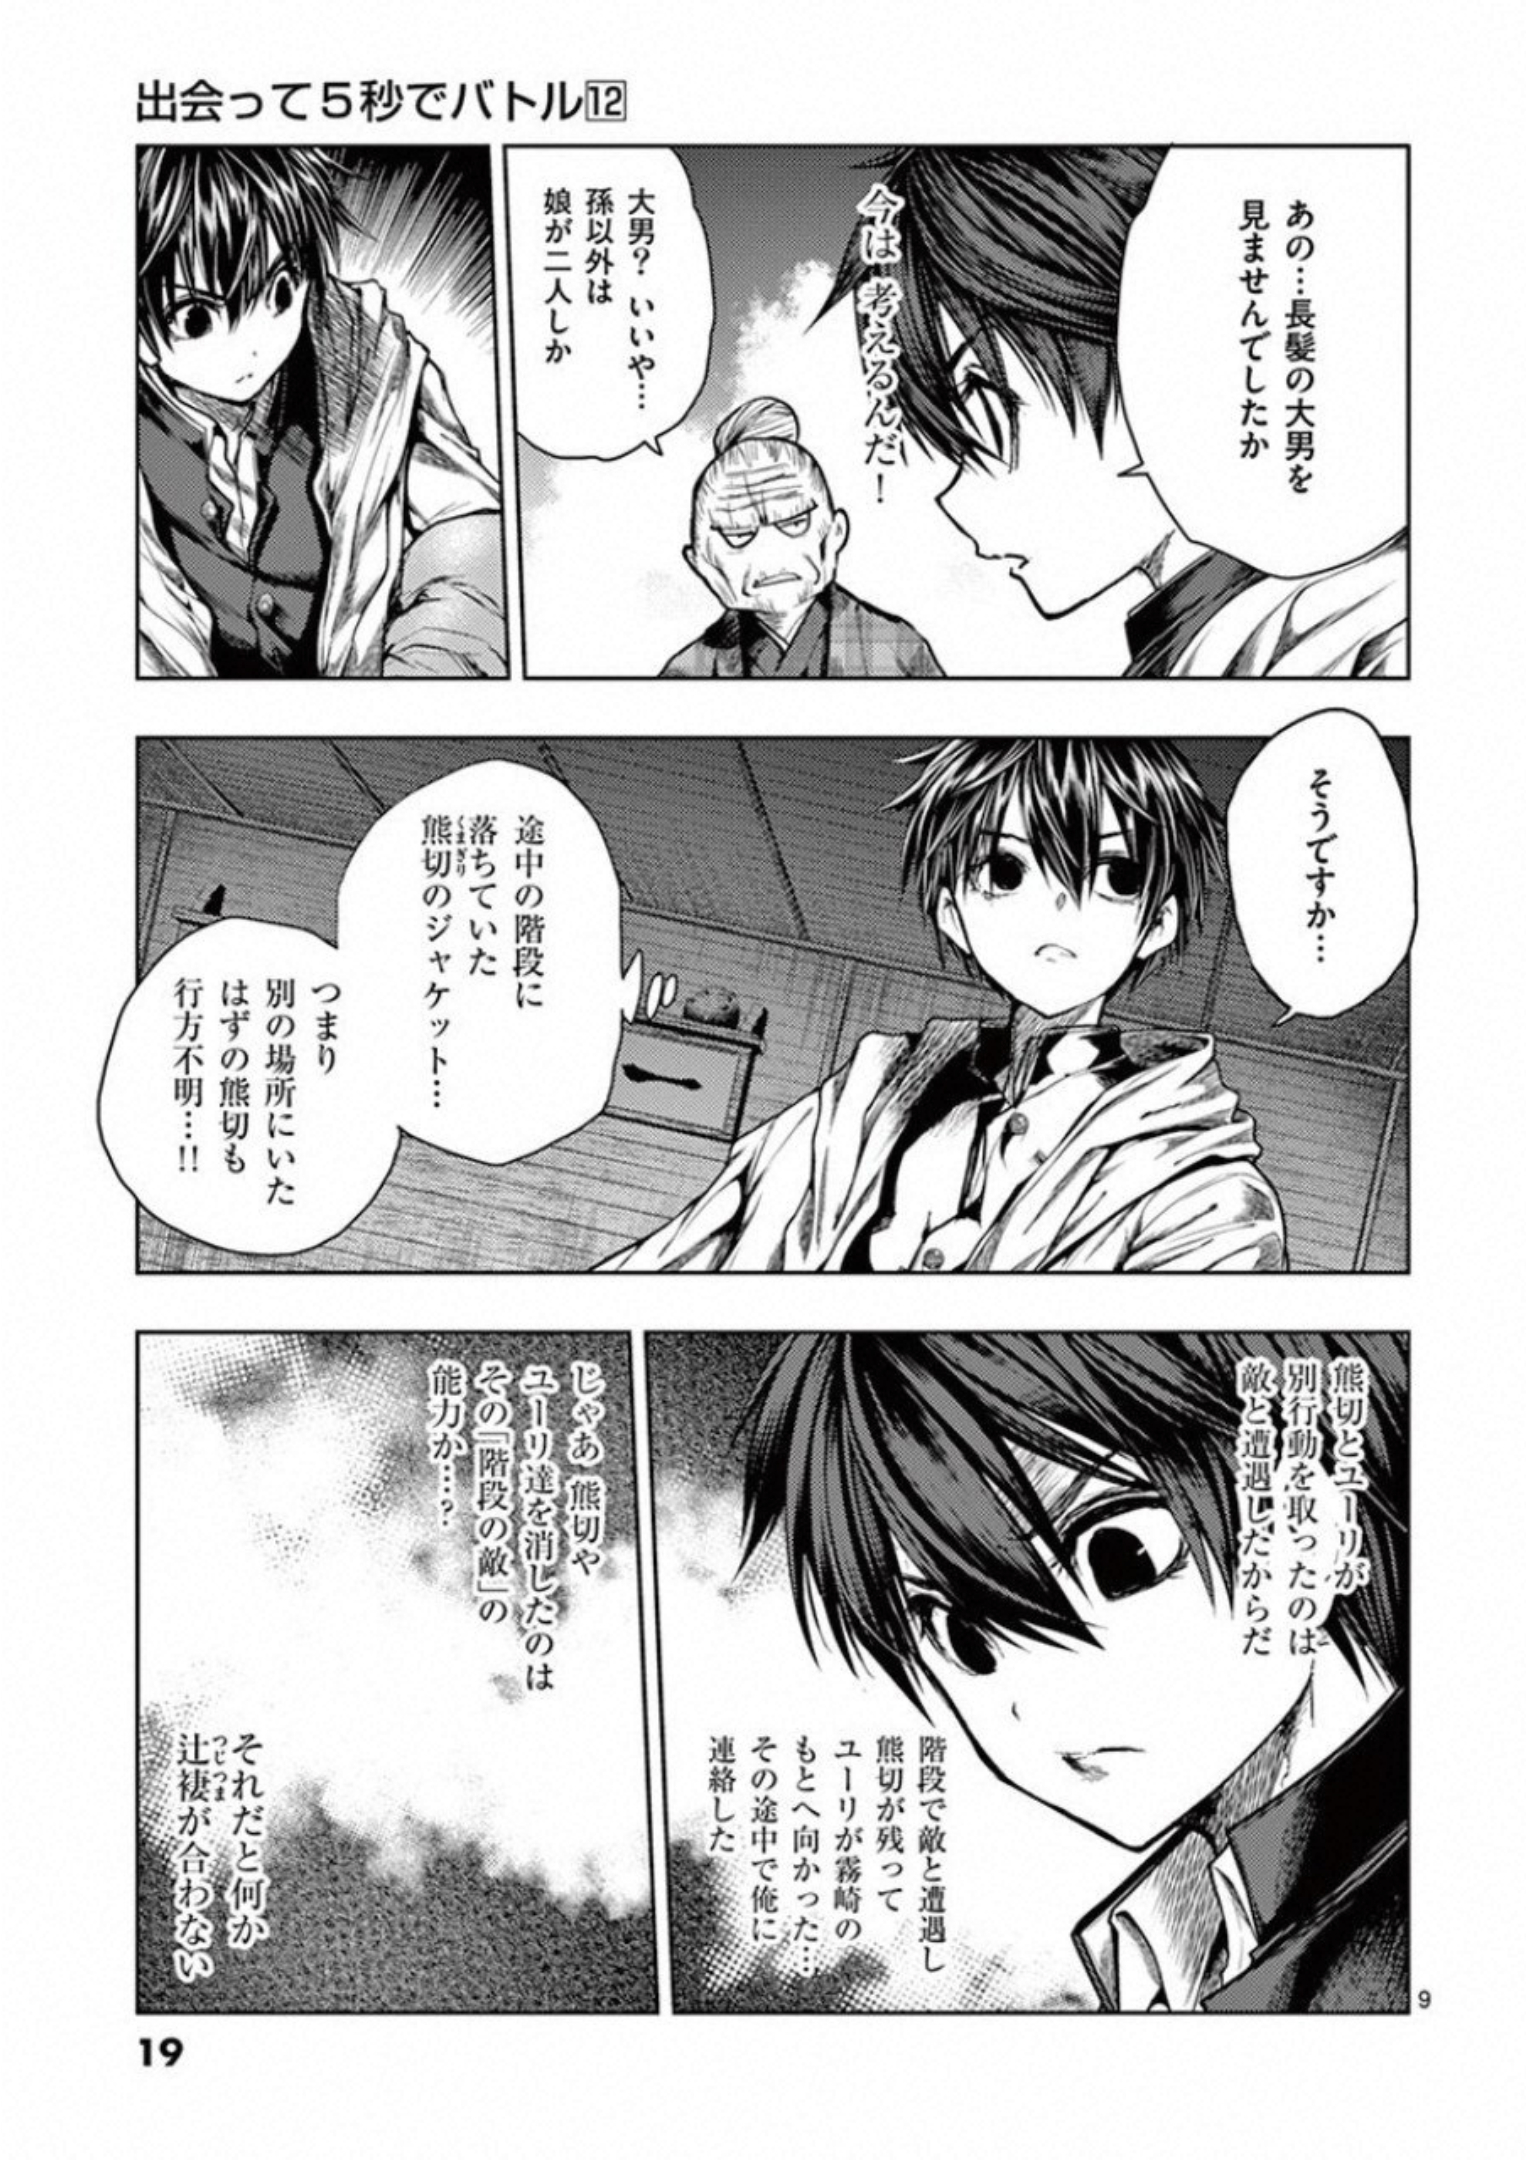 出会って5秒でバトル⑫
あの…長髪の大男を
見ませんでしたか
今は考えるんだ！
大男？いいや…
孫以外は
娘が二人しか
そうですか…
途中の階段に
落ちていた
熊切のジャケット…
くまぎり
つまり
別の場所にいた
はずの熊切も
行方不明…!!
熊切とユーリが
別行動を取ったのは
敵と遭遇したからだ
階段で敵と遭遇し
熊切が残って
ユーリが霧崎の
もとへ向かった…
その途中で俺に
連絡した
じゃあ 熊切や
ユーリ達を消したのは
その「階段の敵」の
能力か…？
それだと何か
辻褄が合わない
つじつま
9
19